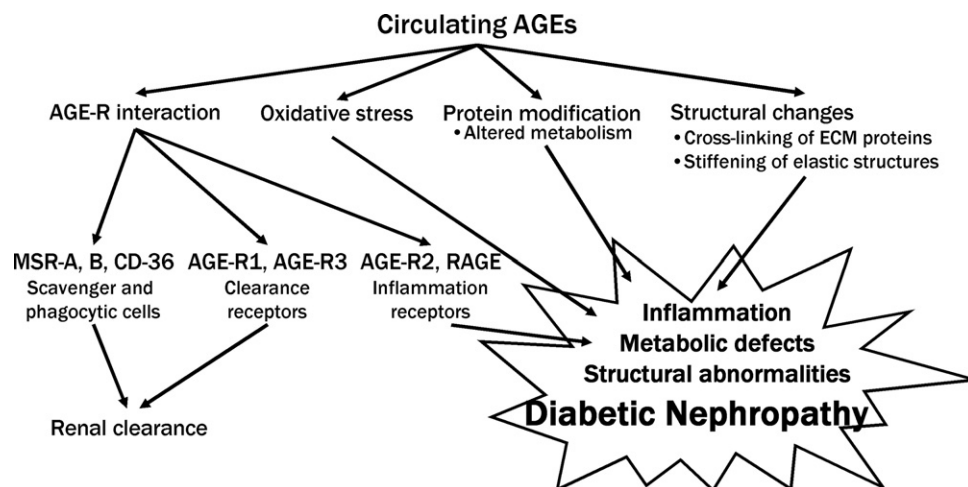 Circulating AGEs
AGE-R interaction
Oxidative stress
Protein modification
• Altered metabolism
Structural changes
• Cross-linking of ECM proteins
• Stiffening of elastic structures
MSR-A, B, CD-36
Scavenger and
phagocytic cells
AGE-R1, AGE-R3
Clearance
receptors
AGE-R2, RAGE
Inflammation
receptors
Renal clearance
Inflammation
Metabolic defects
Structural abnormalities
Diabetic Nephropathy